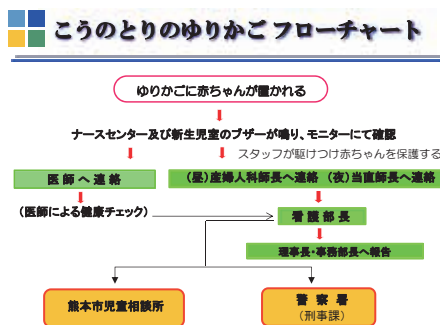 こうのとりのゆりかご フローチャート
ゆりかごに赤ちゃんが置かれる
ナースセンター及び新生児室のブザーが鳴り、モニターにて確認
スタッフが駆けつけ赤ちゃんを保護する
医師へ連絡
(昼)産婦人科師長へ連絡 (夜)当直師長へ連絡
(医師による健康チェック)
看護部長
理事長・事務部長へ報告
熊本市児童相談所
警察署
(刑事課)